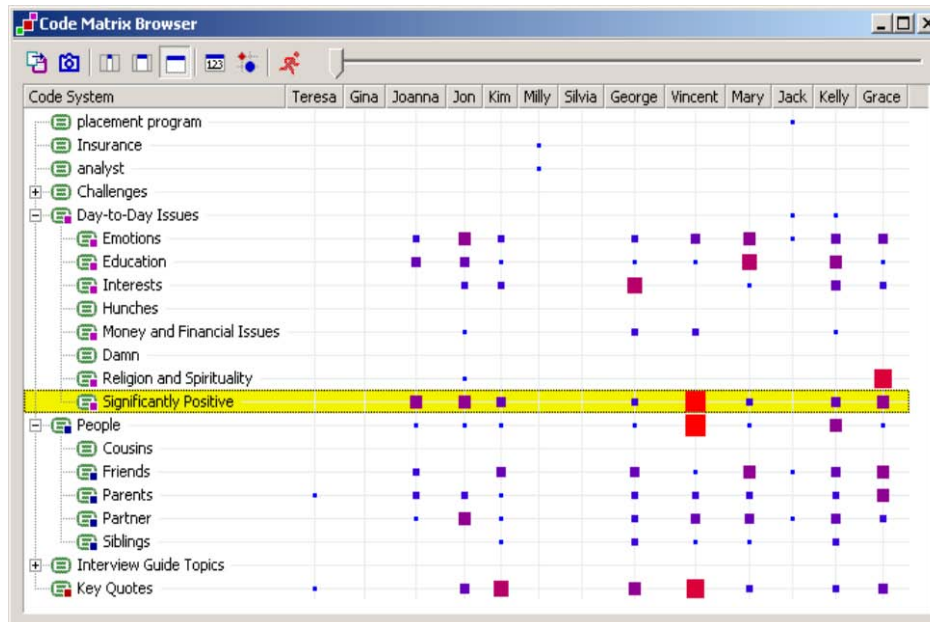 Code Matrix Browser
123
Code System Teresa Gina Joanna Jon Kim Milly Silvia George Vincent Mary Jack Kelly Grace
placement program
Insurance
analyst
Challenges
Day-to-Day Issues
Emotions
Education
Interests
Hunches
Money and Financial Issues
Damn
Religion and Spirituality
Significantly Positive
People
Cousins
Friends
Parents
Partner
Siblings
Interview Guide Topics
Key Quotes